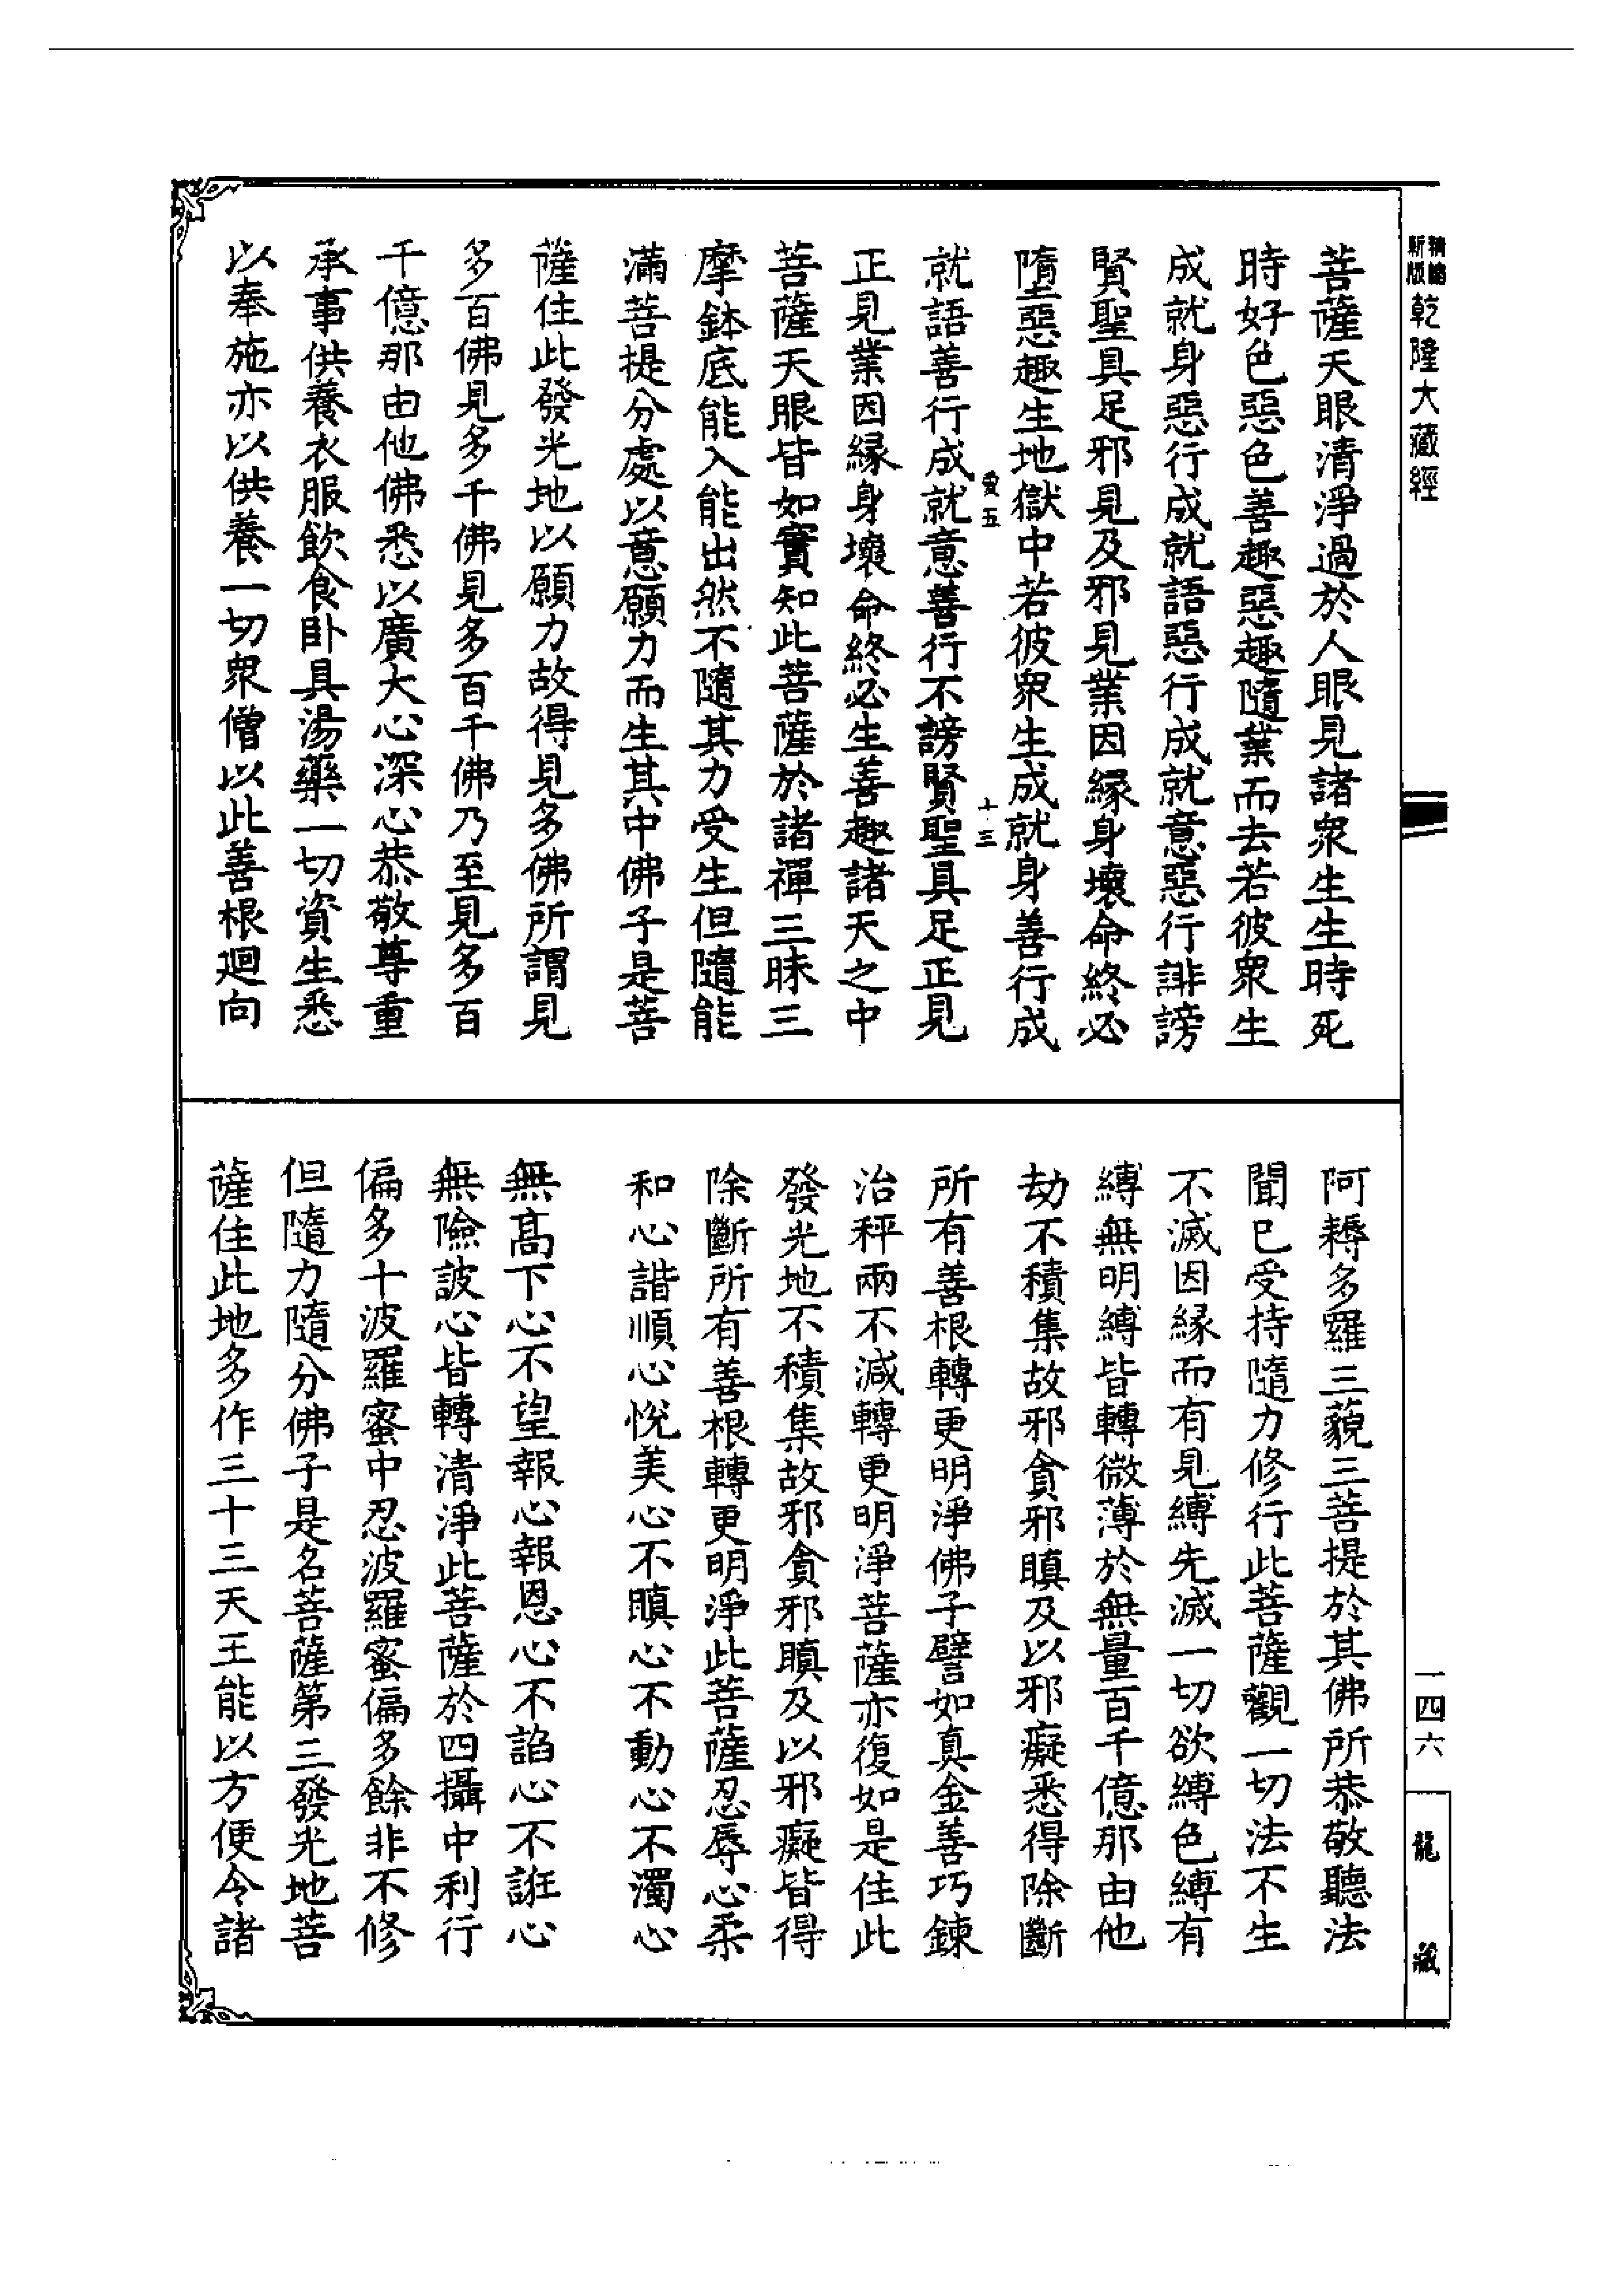 新版精縮
乾隆大藏經
菩薩天眼清淨過於人眼見諸衆生生時死
時好色惡色善趣惡趣隨業而去若彼衆生
成就身惡行成就語惡行成就意惡行誹謗
賢聖具足邪見及邪見業因緣身壞命終必
墮惡趣生地獄中若彼衆生成就身善行成
愛五
十三
就語善行成就意善行不謗賢聖具足正見
正見業因緣身壞命終必生善趣諸天之中
菩薩天眼皆如實知此菩薩於諸禪三昧三
摩鉢底能入能出然不隨其力受生但隨能
滿菩提分處以意願力而生其中佛子是菩
薩住此發光地以願力故得見多佛所謂見
多百佛見多千佛見多百千佛乃至見多百
千億那由他佛悉以廣大心深心恭敬尊重
承事供養衣服飲食卧具湯藥一切資生悉
以奉施亦以供養一切衆僧以此善根迴向
阿耨多羅三藐三菩提於其佛所恭敬聽法
聞已受持隨力修行此菩薩觀一切法不生
不滅因緣而有見縛先滅一切欲縛色縛有
縛無明縛皆轉微薄於無量百千億那由他
劫不積集故邪貪邪瞋及以邪癡悉得除斷
所有善根轉更明淨佛子譬如真金善巧鍊
治秤兩不減轉更明淨菩薩亦復如是住此
發光地不積集故邪貪邪瞋及以邪癡皆得
除斷所有善根轉更明淨此菩薩忍辱心柔
和心諧順心悅美心不瞋心不動心不濁心
無高下心不望報心報恩心不諂心不誑心
無險詖心皆轉清淨此菩薩於四攝中利行
偏多十波羅蜜中忍波羅蜜偏多餘非不修
但隨力隨分佛子是名菩薩第三發光地菩
薩住此地多作三十三天王能以方便令諸
一四六
龍藏